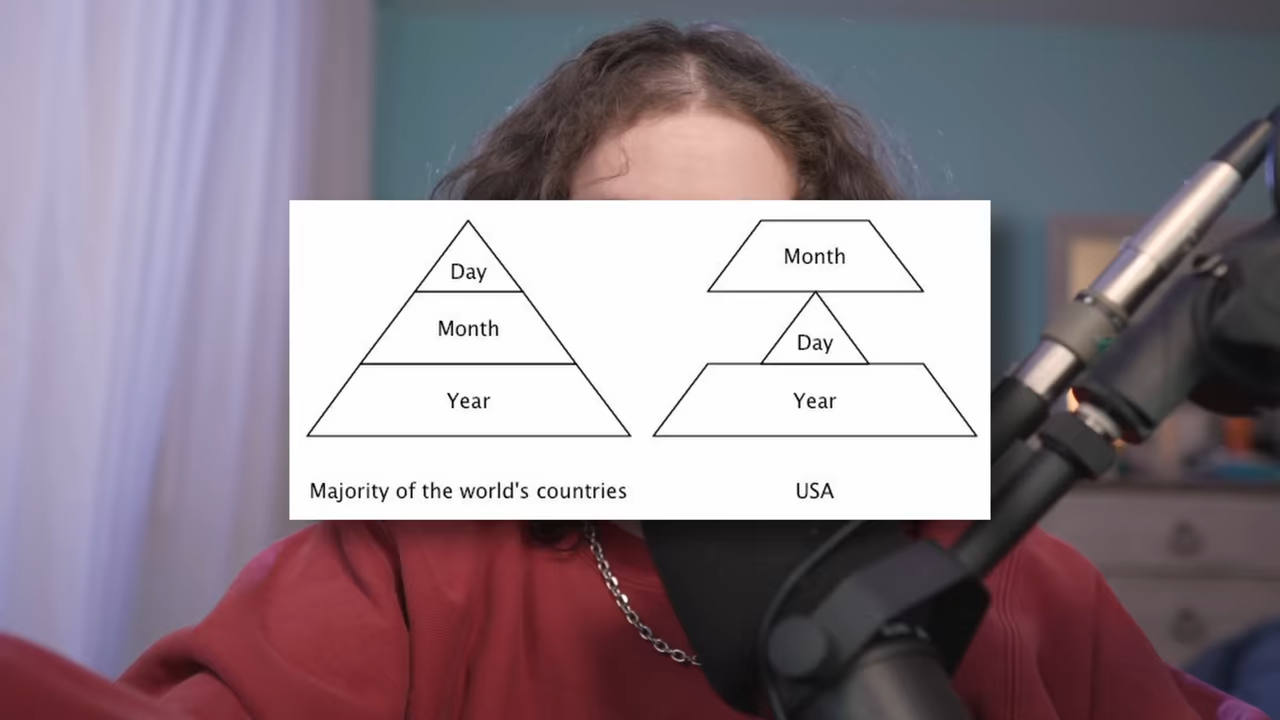 Day
Month
Year
Majority of the world's countries
Month
Day
Year
USA